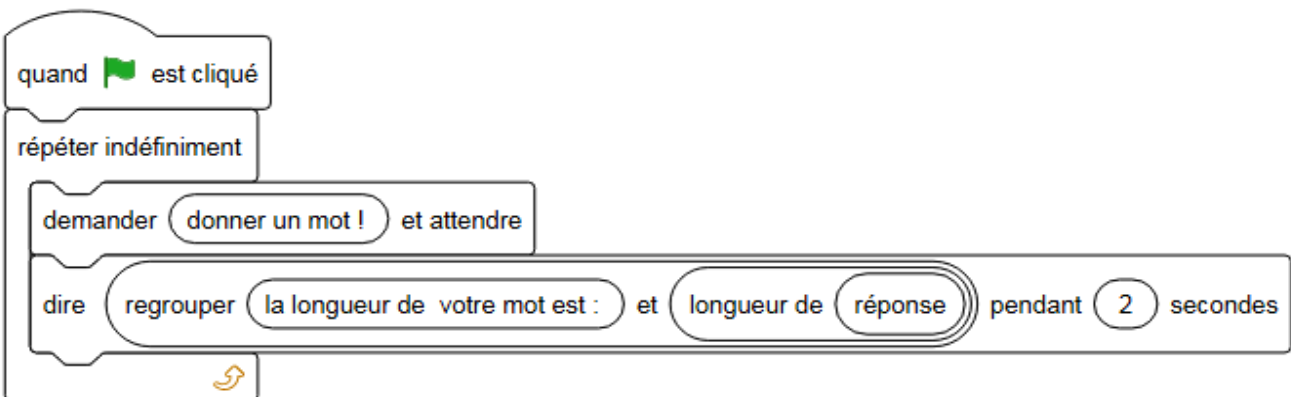 quand est cliqué
répéter indéfiniment
demander donner un mot ! et attendre
dire regrouper la longueur de votre mot est : et longueur de réponse pendant 2 secondes